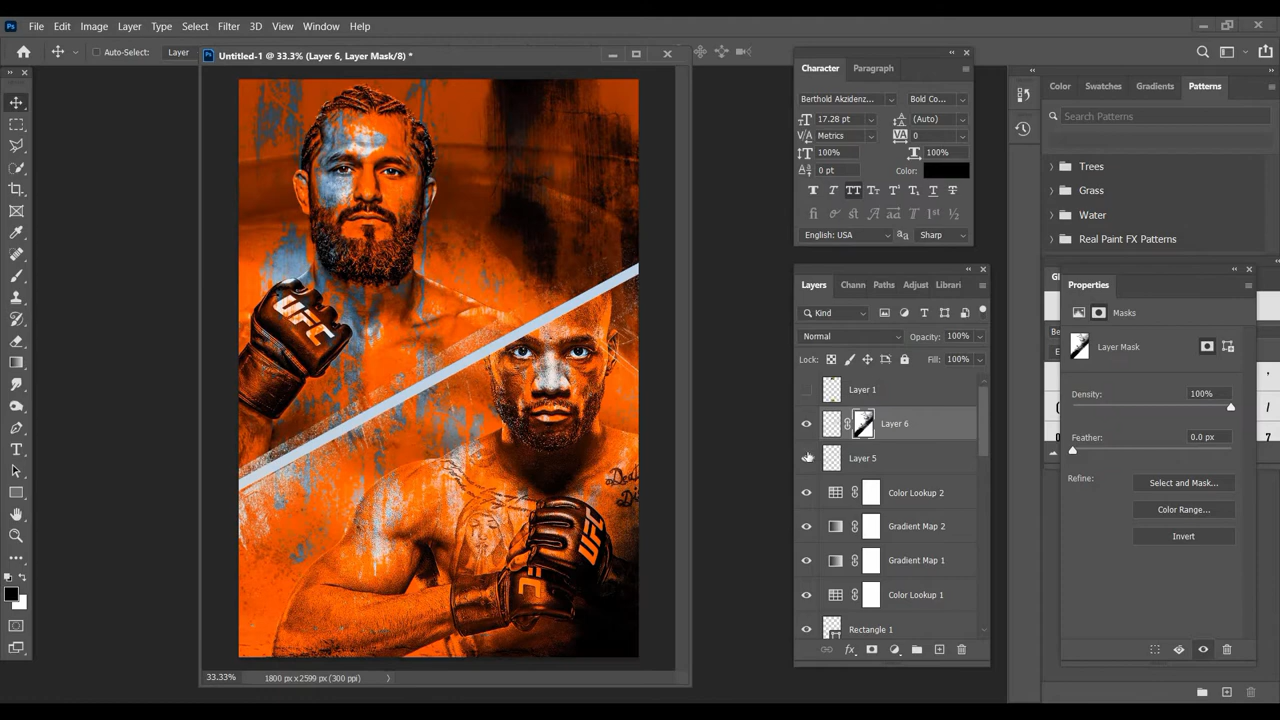 Ps File Edit Image Layer Type Select Filter 3D View Window Help
Auto-Select: Layer
Untitled-1 @ 33.3% (Layer 6, Layer Mask/8) *
UFC
UFC
33.33% 1800 px x 2599 px (300 ppi)
Character Paragraph
Berthold Akzidenz... Bold Co...
17.28 pt (Auto)
Metrics 0
100% 100%
0 pt Color:
English: USA Sharp
Layers Chann Paths Adjust Librari
Kind
Normal Opacity: 100%
Lock: Fill: 100%
Layer 1
Layer 6
Layer 5
Color Lookup 2
Gradient Map 2
Gradient Map 1
Color Lookup 1
Rectangle 1
Color Swatches Gradients Patterns
Search Patterns
Trees
Grass
Water
Real Paint FX Patterns
Properties
Masks
Layer Mask
Density: 100%
Feather: 0.0 px
Refine: Select and Mask...
Color Range...
Invert